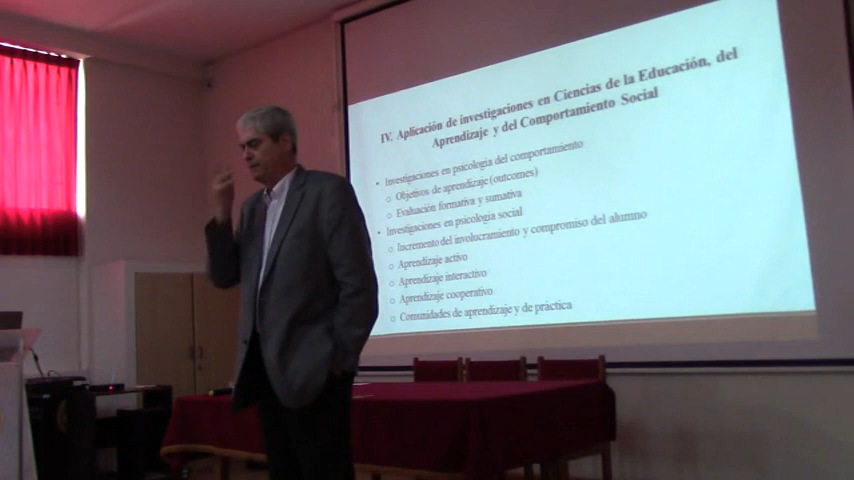 IV. Aplicación de investigaciones en Ciencias de la Educación, del
Aprendizaje y del Comportamiento Social
• Investigaciones en psicología del comportamiento
o Objetivos de aprendizaje (outcomes)
o Evaluación formativa y sumativa
• Investigaciones en psicología social
o Incremento del involucramiento y compromiso del alumno
o Aprendizaje activo
o Aprendizaje interactivo
o Aprendizaje cooperativo
o Comunidades de aprendizaje y de práctica